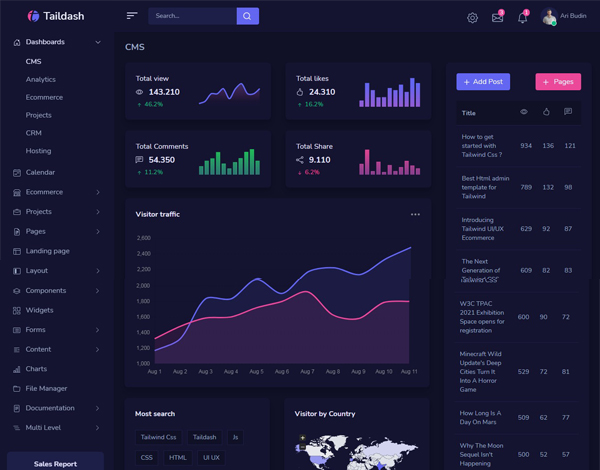 Taildash
Search...
3
1
Ari Budin
Dashboards
CMS
Analytics
Ecommerce
Projects
CRM
Hosting
Calendar
Ecommerce
Projects
Pages
Landing page
Layout
Components
Widgets
Forms
Content
Charts
File Manager
Documentation
Multi Level
Sales Report
CMS
Total view
143.210
↑ 46,2%
Total likes
24.310
↑ 16.2%
Total Comments
54.350
↑ 11,2%
Total Share
9.110
↑ 6.2%
Visitor traffic
2,600
2,400
2,200
2,000
1,800
1,600
1,400
1,200
1,000
Aug 1 Aug 2 Aug 3 Aug 4 Aug 5 Aug 6 Aug 7 Aug 8 Aug 9 Aug 10 Aug 11
Most search
Tailwind Css Taildash Js
CSS HTML UI UX
Visitor by Country
+ Add Post + Pages
Title
How to get
started with
Tailwind Css ?
934 136 121
Best Html admin
template for
Tailwind
789 132 98
Introducing
Tailwind UI/UX
Ecommerce
629 92 87
The Next
Generation of
609 82 83
W3C TPAC
2021 Exhibition
Space opens for
registration
600 90 72
Minecraft Wild
Update's Deep
Cities Turn It
Into A Horror
Game
529 72 81
How Long Is A
Day On Mars
509 62 77
Why The Moon
Sequel Isn't
Happening
500 52 57